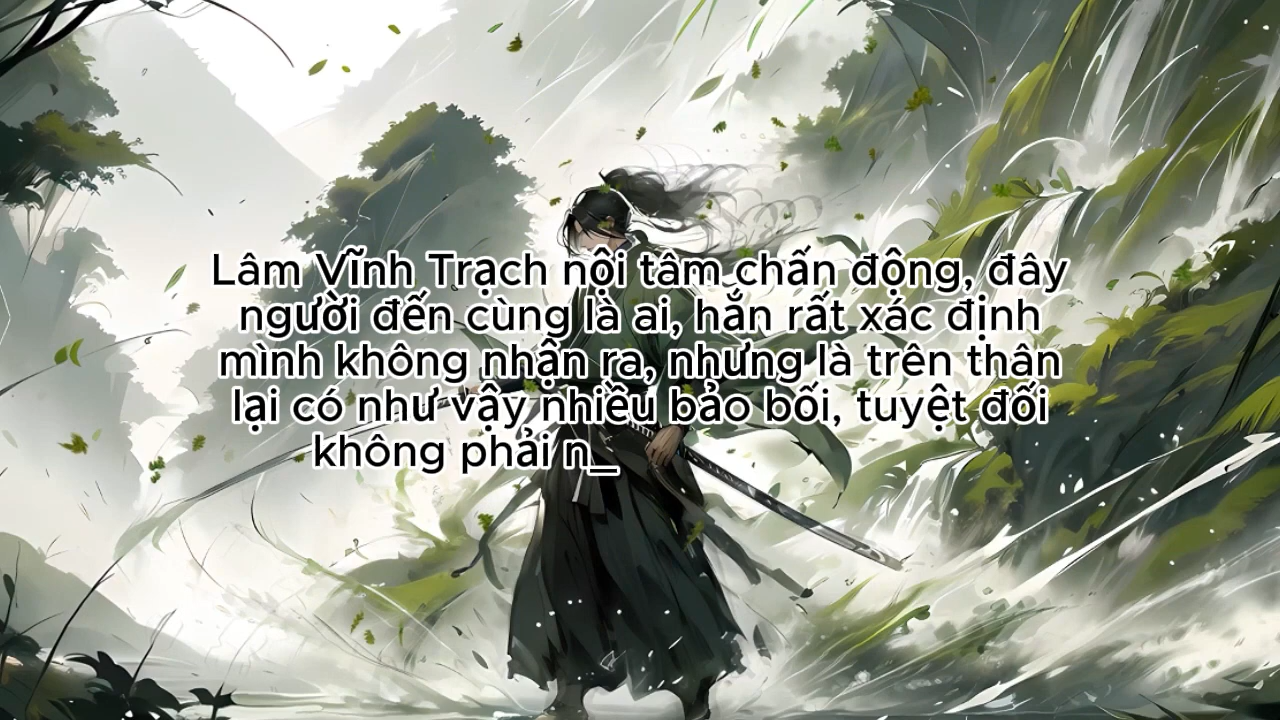 Lâm Vĩnh Trạch nội tâm chấn động, đây
người đến cùng là ai, hắn rất xác định
mình không nhận ra, nhưng là trên thân
lại có như vậy nhiều bảo bối, tuyệt đối
không phải n_